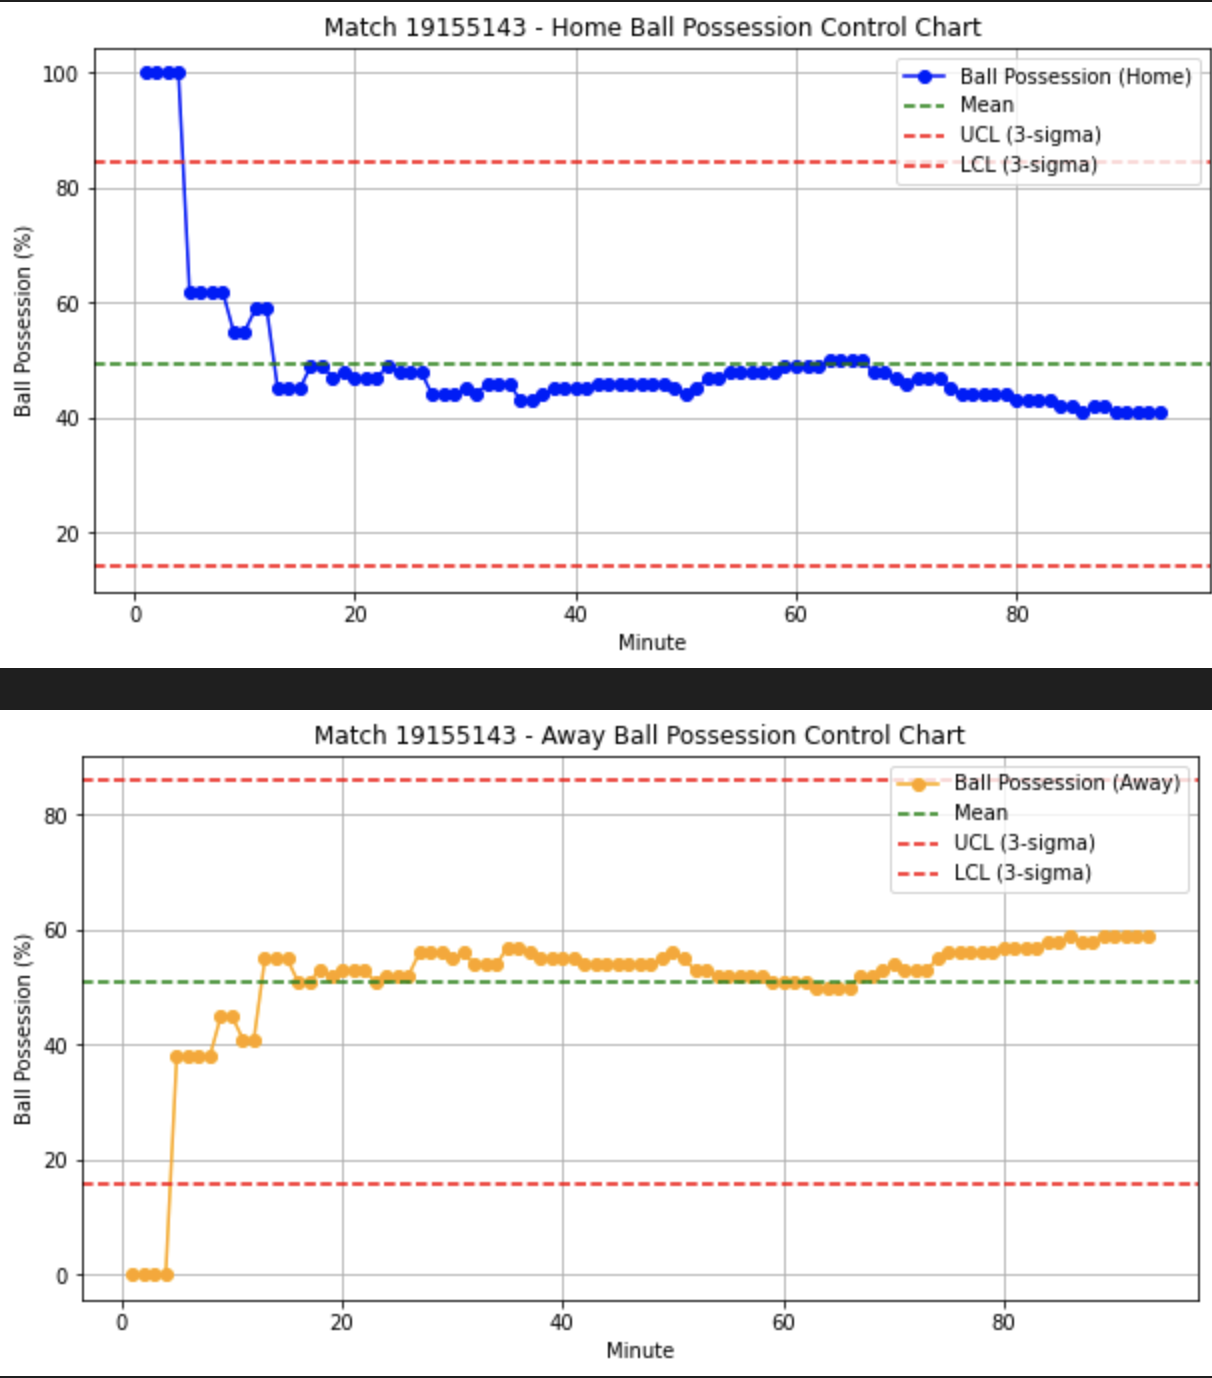 Match 19155143 - Home Ball Possession Control Chart
Ball Possession (Home)
Mean
UCL (3-sigma)
LCL (3-sigma)
Ball Possession (%)
100
80
60
40
20
0 20 40 60 80
Minute
Match 19155143 - Away Ball Possession Control Chart
Ball Possession (Away)
Mean
UCL (3-sigma)
LCL (3-sigma)
Ball Possession (%)
80
60
40
20
0
0 20 40 60 80
Minute